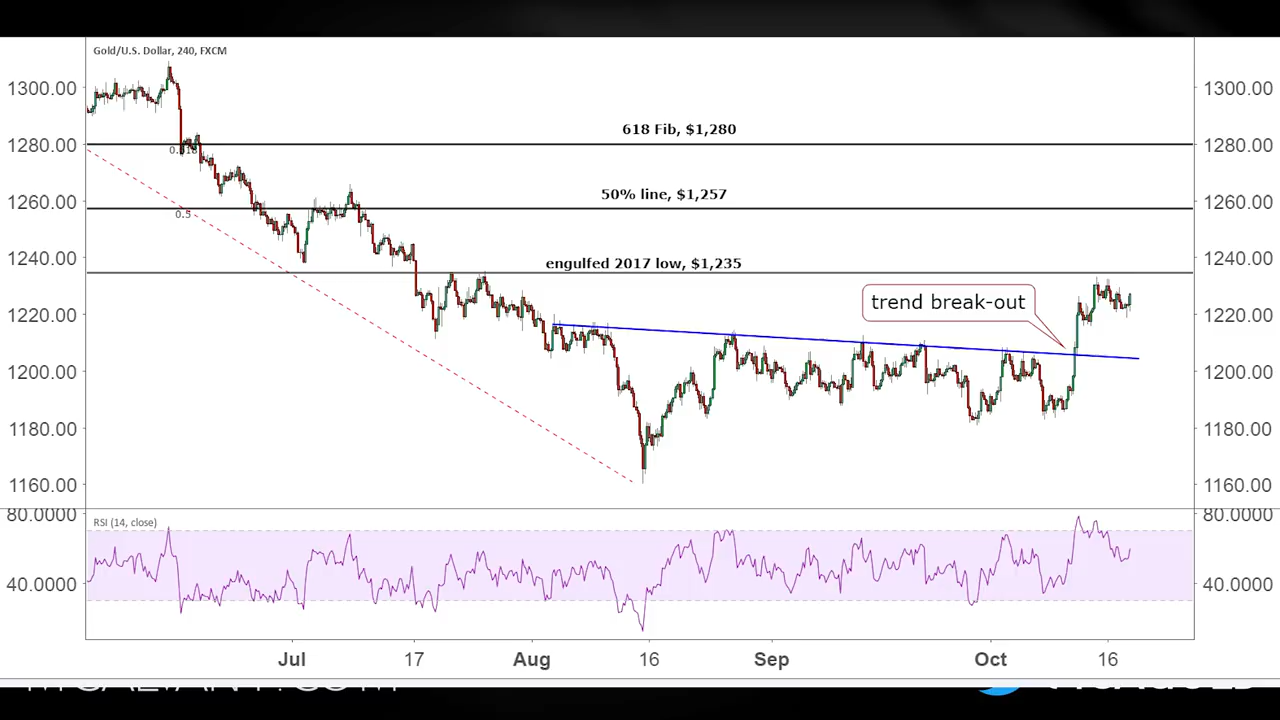 Gold/U.S. Dollar, 240, FXCM
1300.00 1300.00
618 Fib, $1,280
1280.00 1280.00
50% line, $1,257
1260.00 0.5 1260.00
engulfed 2017 low, $1,235
1240.00 1240.00
trend break-out
1220.00 1220.00
1200.00 1200.00
1180.00 1180.00
1160.00 1160.00
80.0000 80.0000
RSI (14, close)
40.0000 40.0000
Jul 17 Aug 16 Sep Oct 16